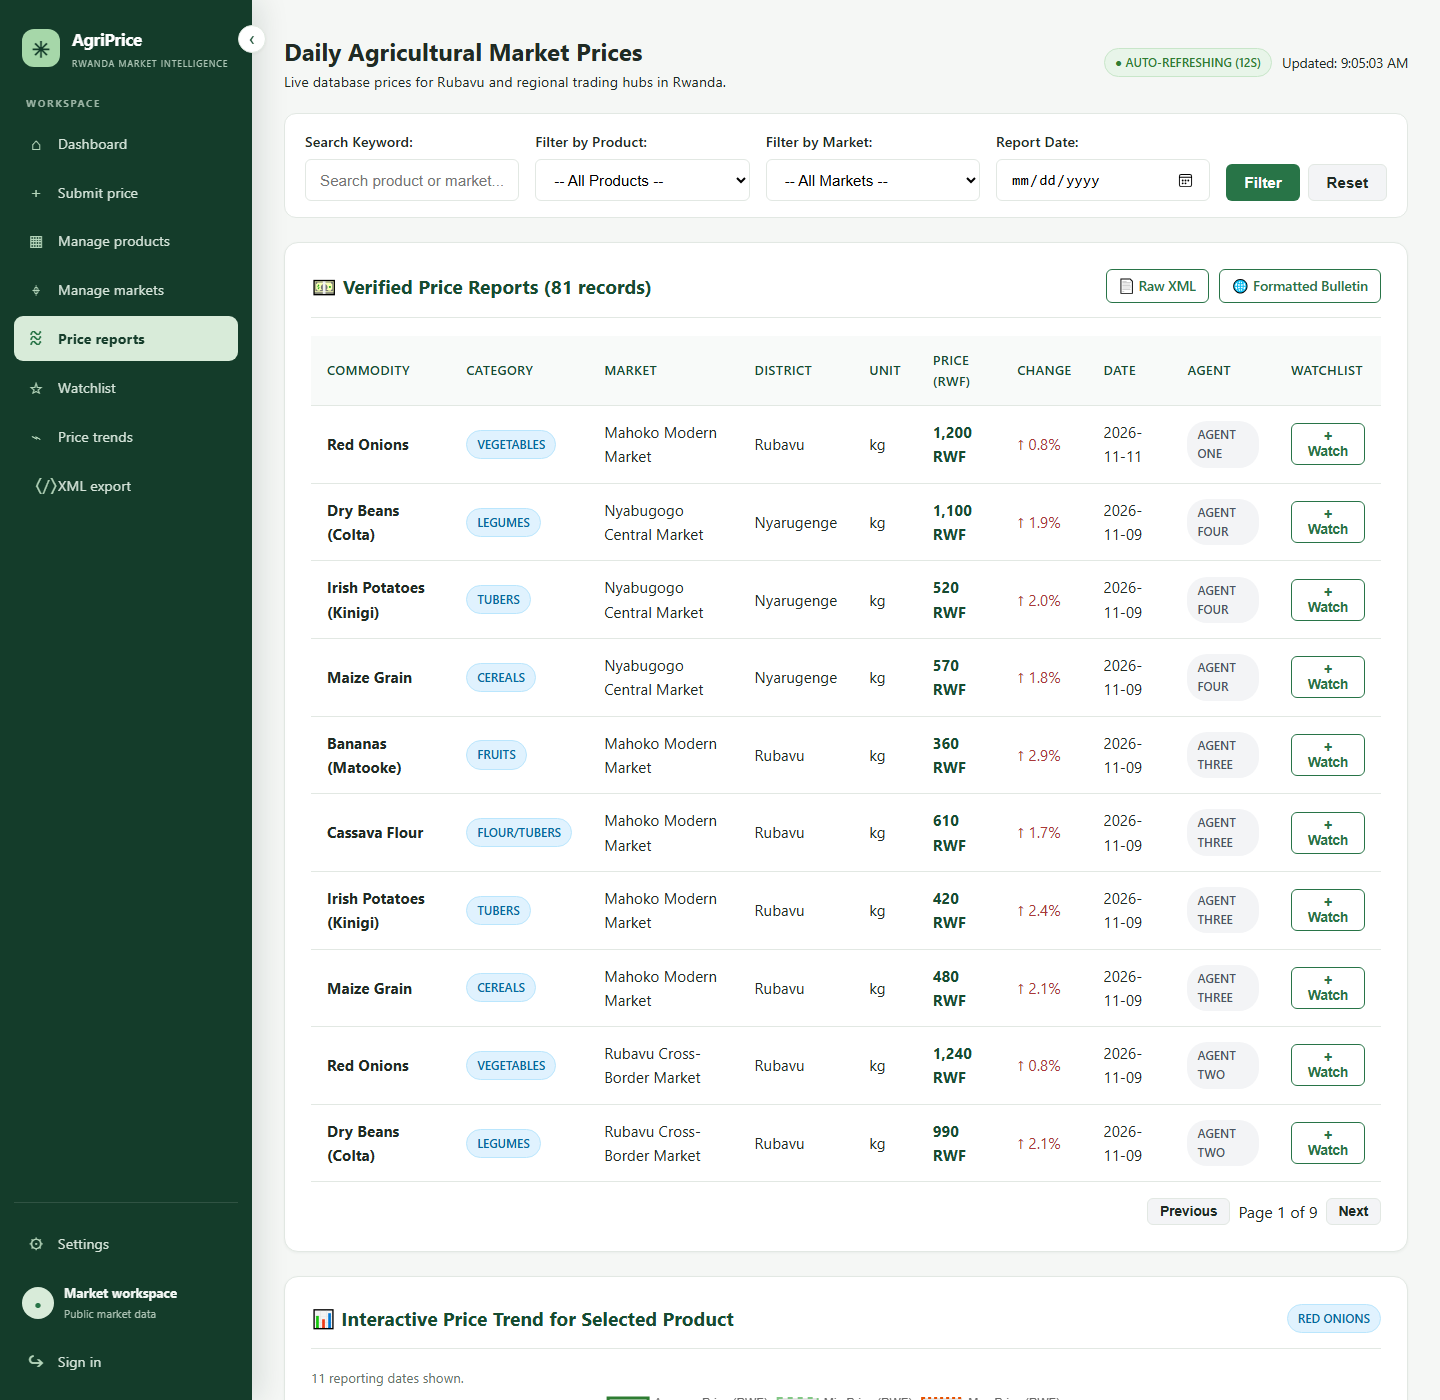 AgriPrice
RWANDA MARKET INTELLIGENCE
WORKSPACE
Dashboard
+ Submit price
Manage products
Manage markets
Price reports
Watchlist
Price trends
</>XML export
Settings
Market workspace
Public market data
Sign in
Daily Agricultural Market Prices
Live database prices for Rubavu and regional trading hubs in Rwanda.
● AUTO-REFRESHING (12S) Updated: 9:05:03 AM
Search Keyword: Filter by Product: Filter by Market: Report Date:
Search product or market... -- All Products -- -- All Markets -- mm/dd/yyyy Filter Reset
Verified Price Reports (81 records) Raw XML Formatted Bulletin
COMMODITY CATEGORY MARKET DISTRICT UNIT PRICE (RWF) CHANGE DATE AGENT WATCHLIST
Red Onions VEGETABLES Mahoko Modern Market Rubavu kg 1,200 RWF ↑ 0.8% 2026-11-11 AGENT ONE + Watch
Dry Beans (Colta) LEGUMES Nyabugogo Central Market Nyarugenge kg 1,100 RWF ↑ 1.9% 2026-11-09 AGENT FOUR + Watch
Irish Potatoes (Kinigi) TUBERS Nyabugogo Central Market Nyarugenge kg 520 RWF ↑ 2.0% 2026-11-09 AGENT FOUR + Watch
Maize Grain CEREALS Nyabugogo Central Market Nyarugenge kg 570 RWF ↑ 1.8% 2026-11-09 AGENT FOUR + Watch
Bananas (Matooke) FRUITS Mahoko Modern Market Rubavu kg 360 RWF ↑ 2.9% 2026-11-09 AGENT THREE + Watch
Cassava Flour FLOUR/TUBERS Mahoko Modern Market Rubavu kg 610 RWF ↑ 1.7% 2026-11-09 AGENT THREE + Watch
Irish Potatoes (Kinigi) TUBERS Mahoko Modern Market Rubavu kg 420 RWF ↑ 2.4% 2026-11-09 AGENT THREE + Watch
Maize Grain CEREALS Mahoko Modern Market Rubavu kg 480 RWF ↑ 2.1% 2026-11-09 AGENT THREE + Watch
Red Onions VEGETABLES Rubavu Cross-Border Market Rubavu kg 1,240 RWF ↑ 0.8% 2026-11-09 AGENT TWO + Watch
Dry Beans (Colta) LEGUMES Rubavu Cross-Border Market Rubavu kg 990 RWF ↑ 2.1% 2026-11-09 AGENT TWO + Watch
Previous Page 1 of 9 Next
Interactive Price Trend for Selected Product RED ONIONS
11 reporting dates shown.